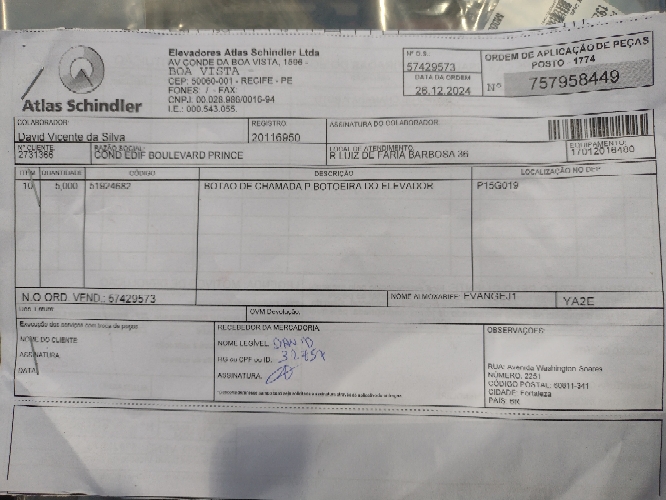 Atlas Schindler
Elevadores Atlas Schindler Ltda
AV CONDE DA BOA VISTA, 1596 -
BOA VISTA -
CEP: 50060-001 - RECIFE - PE
FONES: / - FAX
CNPJ: 00.028.986/0016-94
I.E.: 000.543.055.
Nº O.S.
57429573
DATA DA ORDEM
26.12.2024
ORDEM DE APLICAÇÃO DE PEÇAS
POSTO - 1774
Nº 757958449
COLABORADOR:
David Vicente da Silva
REGISTRO
20116950
ASSINATURA DO COLABORADOR:
Nº CLIENTE
2731366
RAZÃO SOCIAL:
COND EDIF BOULEVARD PRINCE
LOCAL DE ATENDIMENTO:
R LUIZ DE FARIA BARBOSA 36
EQUIPAMENTO:
ITEM QUANTIDADE CÓDIGO DESCRIÇÃO LOCALIZAÇÃO NO DEP.
10 5,000 51924682 BOTAO DE CHAMADA P BOTOEIRA DO ELEVADOR P15G019
N.O ORD. VEND.: 57429573
NOME ALMOXARIFE: EVANGEJ1
YA2E
OVM Devolução:
Execução dos serviços com troca de peças
NOME DO CLIENTE
ASSINATURA
DATA
RECEBEDOR DA MERCADORIA
NOME LEGÍVEL:
RG ou CPF ou ID:
ASSINATURA:
OBSERVAÇÕES:
RUA: Avenida Washington Soares
NÚMERO: 2251
CÓDIGO POSTAL: 60811-341
CIDADE: Fortaleza
PAÍS: BR